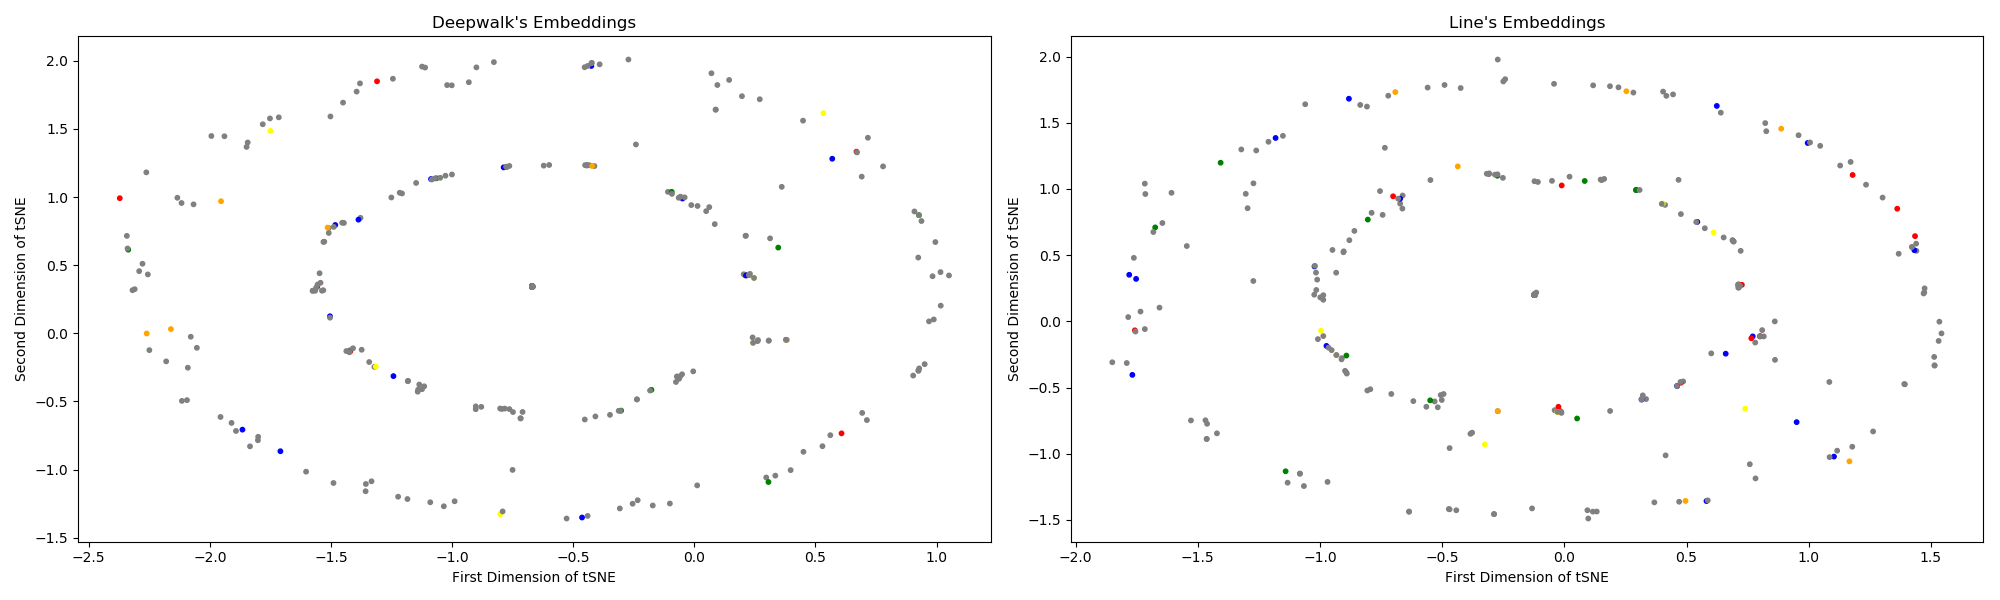 Deepwalk's Embeddings
Second Dimension of tSNE
2.0
1.5
1.0
0.5
0.0
−0.5
−1.0
−1.5
−2.5 −2.0 −1.5 −1.0 −0.5 0.0 0.5 1.0
First Dimension of tSNE
Line's Embeddings
Second Dimension of tSNE
2.0
1.5
1.0
0.5
0.0
−0.5
−1.0
−1.5
−2.0 −1.5 −1.0 −0.5 0.0 0.5 1.0 1.5
First Dimension of tSNE